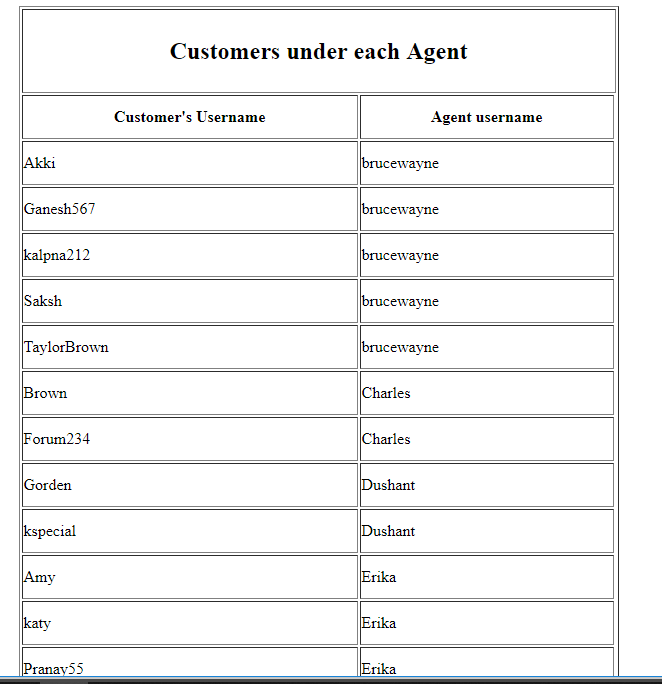 Customers under each Agent
Customer's Username Agent username
Akki brucewayne
Ganesh567 brucewayne
kalpna212 brucewayne
Saksh brucewayne
TaylorBrown brucewayne
Brown Charles
Forum234 Charles
Gorden Dushant
kspecial Dushant
Amy Erika
katy Erika
Pranay55 Erika